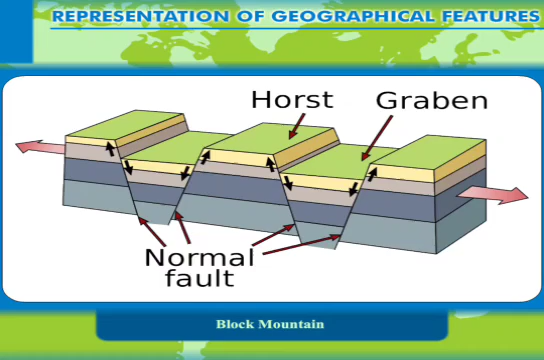 REPRESENTATION OF GEOGRAPHICAL FEATURES
Horst
Graben
Normal
fault
Block Mountain